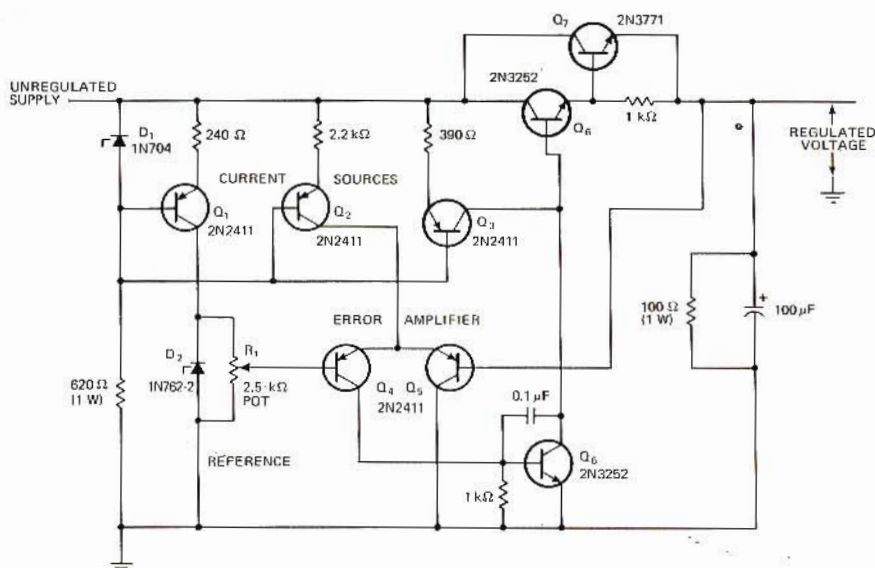 Q7
2N3771
2N3252
UNREGULATED
SUPPLY
D1
1N704
240 Ω
2.2 kΩ
390 Ω
Q6
1 kΩ
REGULATED
VOLTAGE
CURRENT
SOURCES
Q1
2N2411
Q2
2N2411
Q3
2N2411
ERROR
AMPLIFIER
100 Ω
(1 W)
+
100 µF
620 Ω
(1 W)
D2
1N762-2
R1
2.5-kΩ
POT
Q4
Q5
2N2411
0.1 µF
REFERENCE
Q6
2N3252
1 kΩ